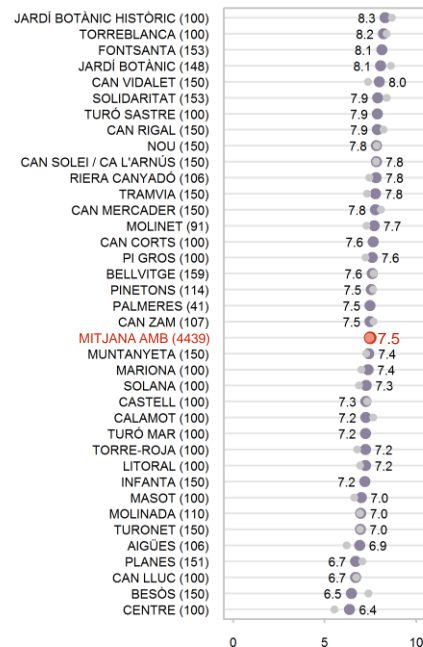 JARDÍ BOTÀNIC HISTÒRIC (100) 8.3
TORREBLANCA (100) 8.2
FONTSANTA (153) 8.1
JARDÍ BOTÀNIC (148) 8.1
CAN VIDALET (150) 8.0
SOLIDARITAT (153) 7.9
TURÓ SASTRE (100) 7.9
CAN RIGAL (150) 7.9
NOU (150) 7.8
CAN SOLEI / CA L'ARNÚS (150) 7.8
RIERA CANYADÓ (106) 7.8
TRAMVIA (150) 7.8
CAN MERCADER (150) 7.8
MOLINET (91) 7.7
CAN CORTS (100) 7.6
PI GROS (100) 7.6
BELLVITGE (159) 7.6
PINETONS (114) 7.5
PALMERES (41) 7.5
CAN ZAM (107) 7.5
MITJANA AMB (4439) 7.5
MUNTANYETA (150) 7.4
MARIONA (100) 7.4
SOLANA (100) 7.3
CASTELL (100) 7.3
CALAMOT (100) 7.2
TURÓ MAR (100) 7.2
TORRE-ROJA (100) 7.2
LITORAL (100) 7.2
INFANTA (150) 7.2
MASOT (100) 7.0
MOLINADA (110) 7.0
TURONET (150) 7.0
AIGÜES (106) 6.9
PLANES (151) 6.7
CAN LLUC (100) 6.7
BESÒS (150) 6.5
CENTRE (100) 6.4
0 5 10